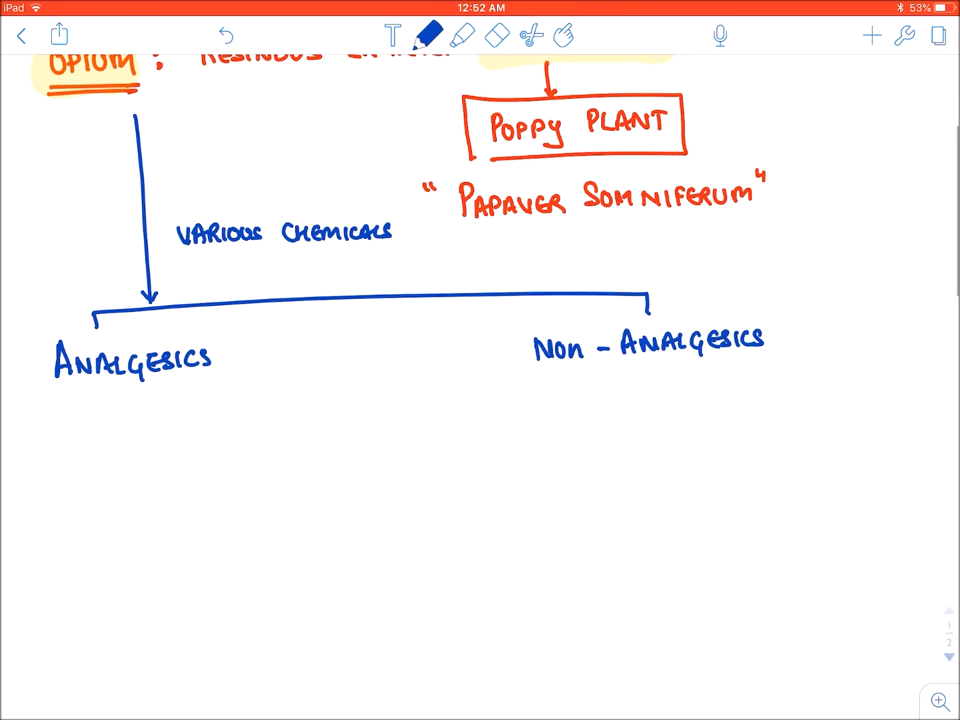 iPad 12:52 AM 53%
T
OPIUM :
POPPY PLANT
" PAPAVER SOMNIFERUM "
VARIOUS CHEMICALS
ANALGESICS NON - ANALGESICS
1
2